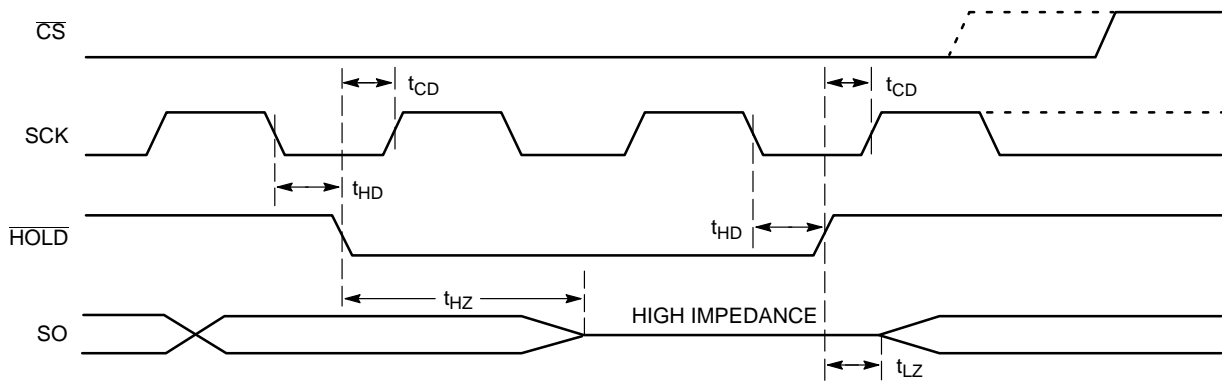 CS
t_CD
t_CD
SCK
t_HD
HOLD
t_HD
t_HZ
HIGH IMPEDANCE
SO
t_LZ